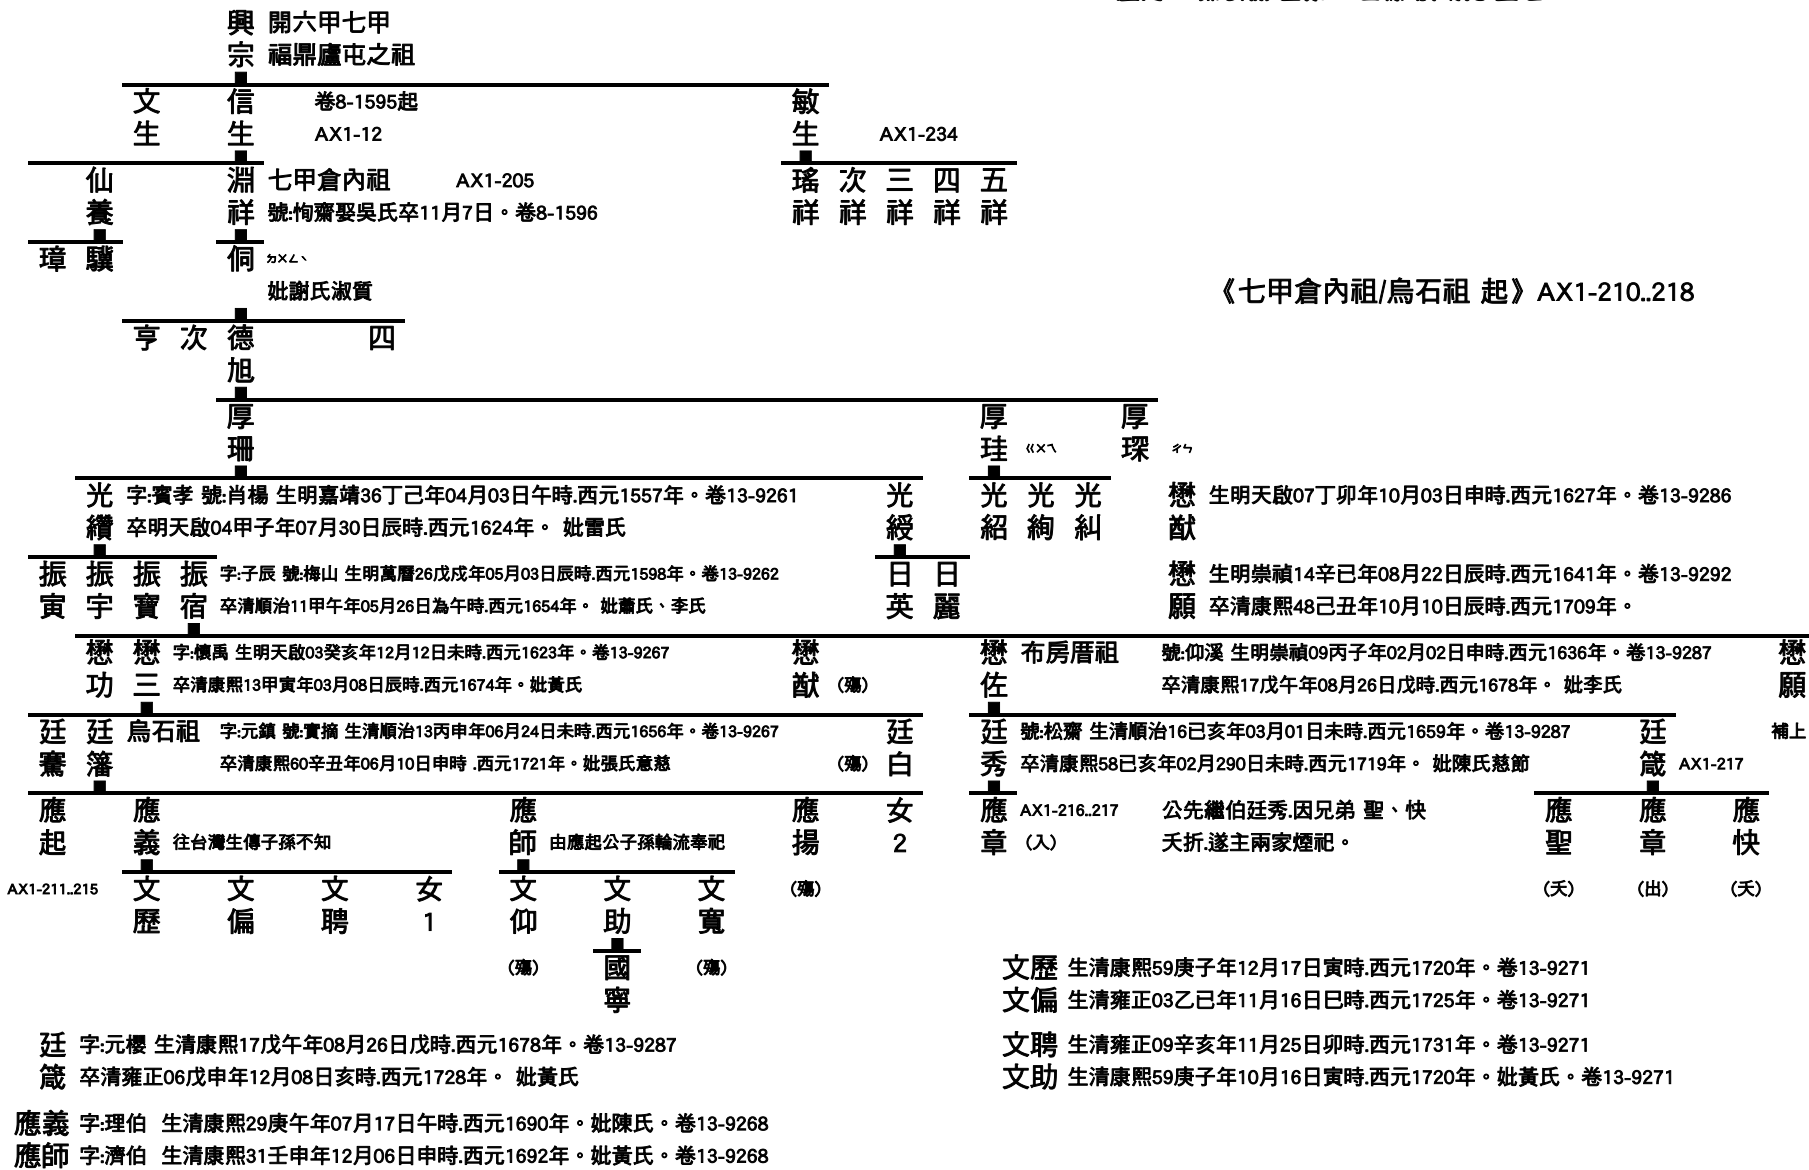 興宗 開六甲七甲
福鼎廬屯之祖
文生 信生 卷8-1595起 敏生
AX1-12 AX1-234
仙養 淵祥 七甲倉內祖 AX1-205 瑤祥 次祥 三祥 四祥 五祥
號:恂齋娶吳氏卒11月7日。卷8-1596
璋 驥 侗 ㄉㄨㄥˋ
妣謝氏淑質
《七甲倉內祖/烏石祖 起》AX1-210..218
亨 次 德旭 四
厚珊 厚珪 ㄍㄨㄟ 厚琛 ㄔㄣ
光纘 字:賓孝 號:肖楊 生明嘉靖36丁己年04月03日午時.西元1557年。卷13-9261 光綬 光紹 光絢 光糾 懋猷 生明天啟07丁卯年10月03日申時.西元1627年。卷13-9286
卒明天啟04甲子年07月30日辰時.西元1624年。 妣雷氏
振寅 振宇 振寶 振宿 字:子辰 號:梅山 生明萬曆26戊戍年05月03日辰時.西元1598年。卷13-9262 日英 日麗 懋願 生明崇禎14辛已年08月22日辰時.西元1641年。卷13-9292
卒清順治11甲午年05月26日為午時.西元1654年。 妣蕭氏、李氏 卒清康熙48己丑年10月10日辰時.西元1709年。
懋功 懋三 字:懷禹 生明天啟03癸亥年12月12日未時.西元1623年。卷13-9267 懋猷 懋佐 布房厝祖 號:仰溪 生明崇禎09丙子年02月02日申時.西元1636年。卷13-9287 懋願
卒清康熙13甲寅年03月08日辰時.西元1674年。妣黃氏 (殤) 卒清康熙17戊午年08月26日戊時.西元1678年。 妣李氏
廷鶱 廷藩 烏石祖 字:元鎮 號:實摘 生清順治13丙申年06月24日未時.西元1656年。卷13-9267 廷白 廷秀 號:松齋 生清順治16已亥年03月01日未時.西元1659年。卷13-9287 廷箴 補上
卒清康熙60辛丑年06月10日申時 .西元1721年。妣張氏意慈 (殤) 卒清康熙58已亥年02月290日未時.西元1719年。 妣陳氏慈節 AX1-217
應起 應義 應師 應揚 女2 應章 AX1-216..217 公先繼伯廷秀.因兄弟 聖、快 應聖 應章 應快
往台灣生傳子孫不知 由應起公子孫輪流奉祀 (入) 夭折.遂主兩家煙祀。
AX1-211..215 文歷 文偏 文聘 女1 文仰 文助 文寬 (殤) (夭) (出) (夭)
(殤) 國寧 (殤)
文歷 生清康熙59庚子年12月17日寅時.西元1720年。卷13-9271
文偏 生清雍正03乙已年11月16日巳時.西元1725年。卷13-9271
廷箴 字:元櫻 生清康熙17戊午年08月26日戊時.西元1678年。卷13-9287
卒清雍正06戊申年12月08日亥時.西元1728年。 妣黃氏
文聘 生清雍正09辛亥年11月25日卯時.西元1731年。卷13-9271
文助 生清康熙59庚子年10月16日寅時.西元1720年。妣黃氏。卷13-9271
應義 字:理伯 生清康熙29庚午年07月17日午時.西元1690年。妣陳氏。卷13-9268
應師 字:濟伯 生清康熙31壬申年12月06日申時.西元1692年。妣黃氏。卷13-9268